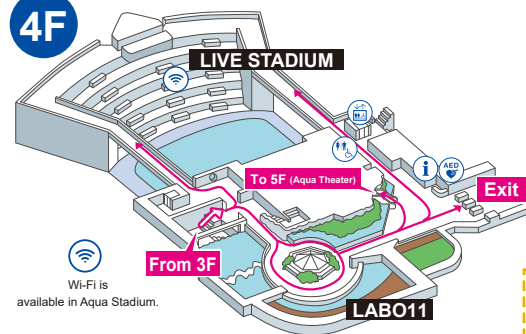 4F
LIVE STADIUM
To 5F (Aqua Theater)
i
AED
Exit
From 3F
Wi-Fi is
available in Aqua Stadium.
LABO11